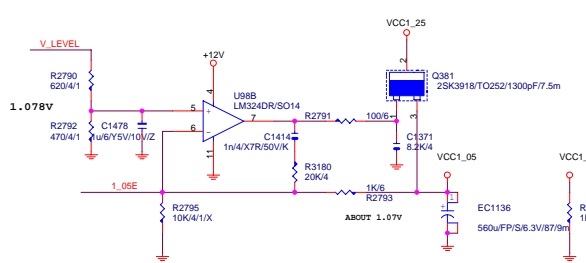 VCC1_25
V_LEVEL
+12V
2
Q381
2SK3918/TO252/1300pF/7.5m
R2790
620/4/1
4
U98B
LM324DR/SO14
1.078V
5
+
7
R2791
100/6
1
3
R2792
470/4/1
C1478
1u/6/Y5V/10V/Z
6
-
C1414
1n/4/X7R/50V/K
C1371
8.2K/4
11
VCC1_05
VCC1_
R3180
20K/4
1_05E
1K/6
R2793
1
R2795
10K/4/1/X
ABOUT 1.07V
EC1136
560u/FP/S/6.3V/87/9m
R